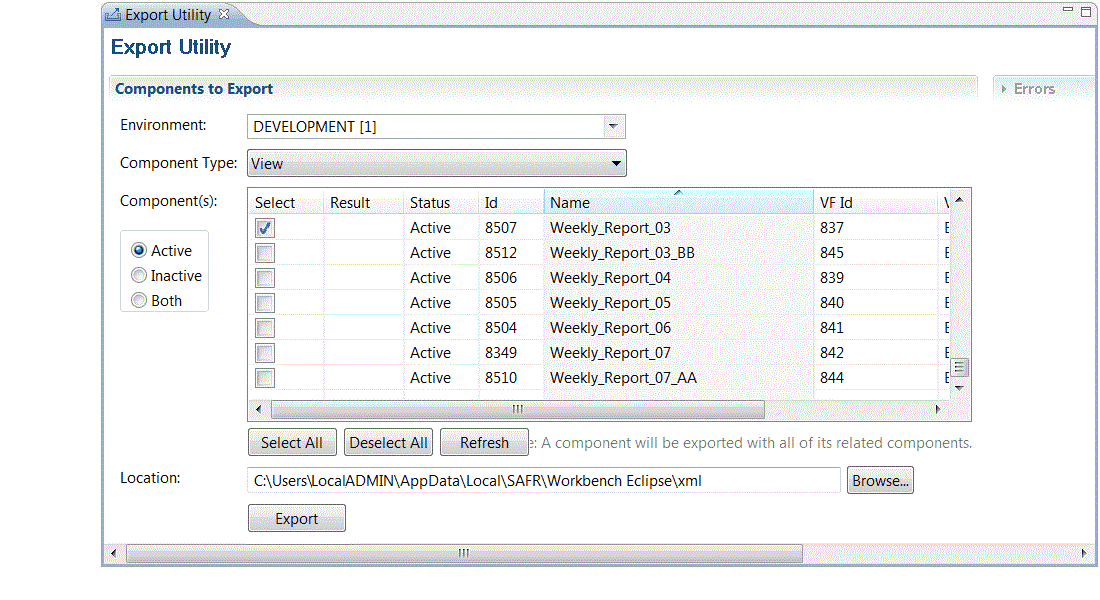 Export Utility
Export Utility
Components to Export
Errors
Environment: DEVELOPMENT [1]
Component Type: View
Component(s):
Select Result Status Id Name VF Id
Active 8507 Weekly_Report_03 837
Active 8512 Weekly_Report_03_BB 845
Active 8506 Weekly_Report_04 839
Active 8505 Weekly_Report_05 840
Active 8504 Weekly_Report_06 841
Active 8349 Weekly_Report_07 842
Active 8510 Weekly_Report_07_AA 844
Active
Inactive
Both
Select All Deselect All Refresh e: A component will be exported with all of its related components.
Location: C:\Users\LocalADMIN\AppData\Local\SAFR\Workbench Eclipse\xml Browse...
Export